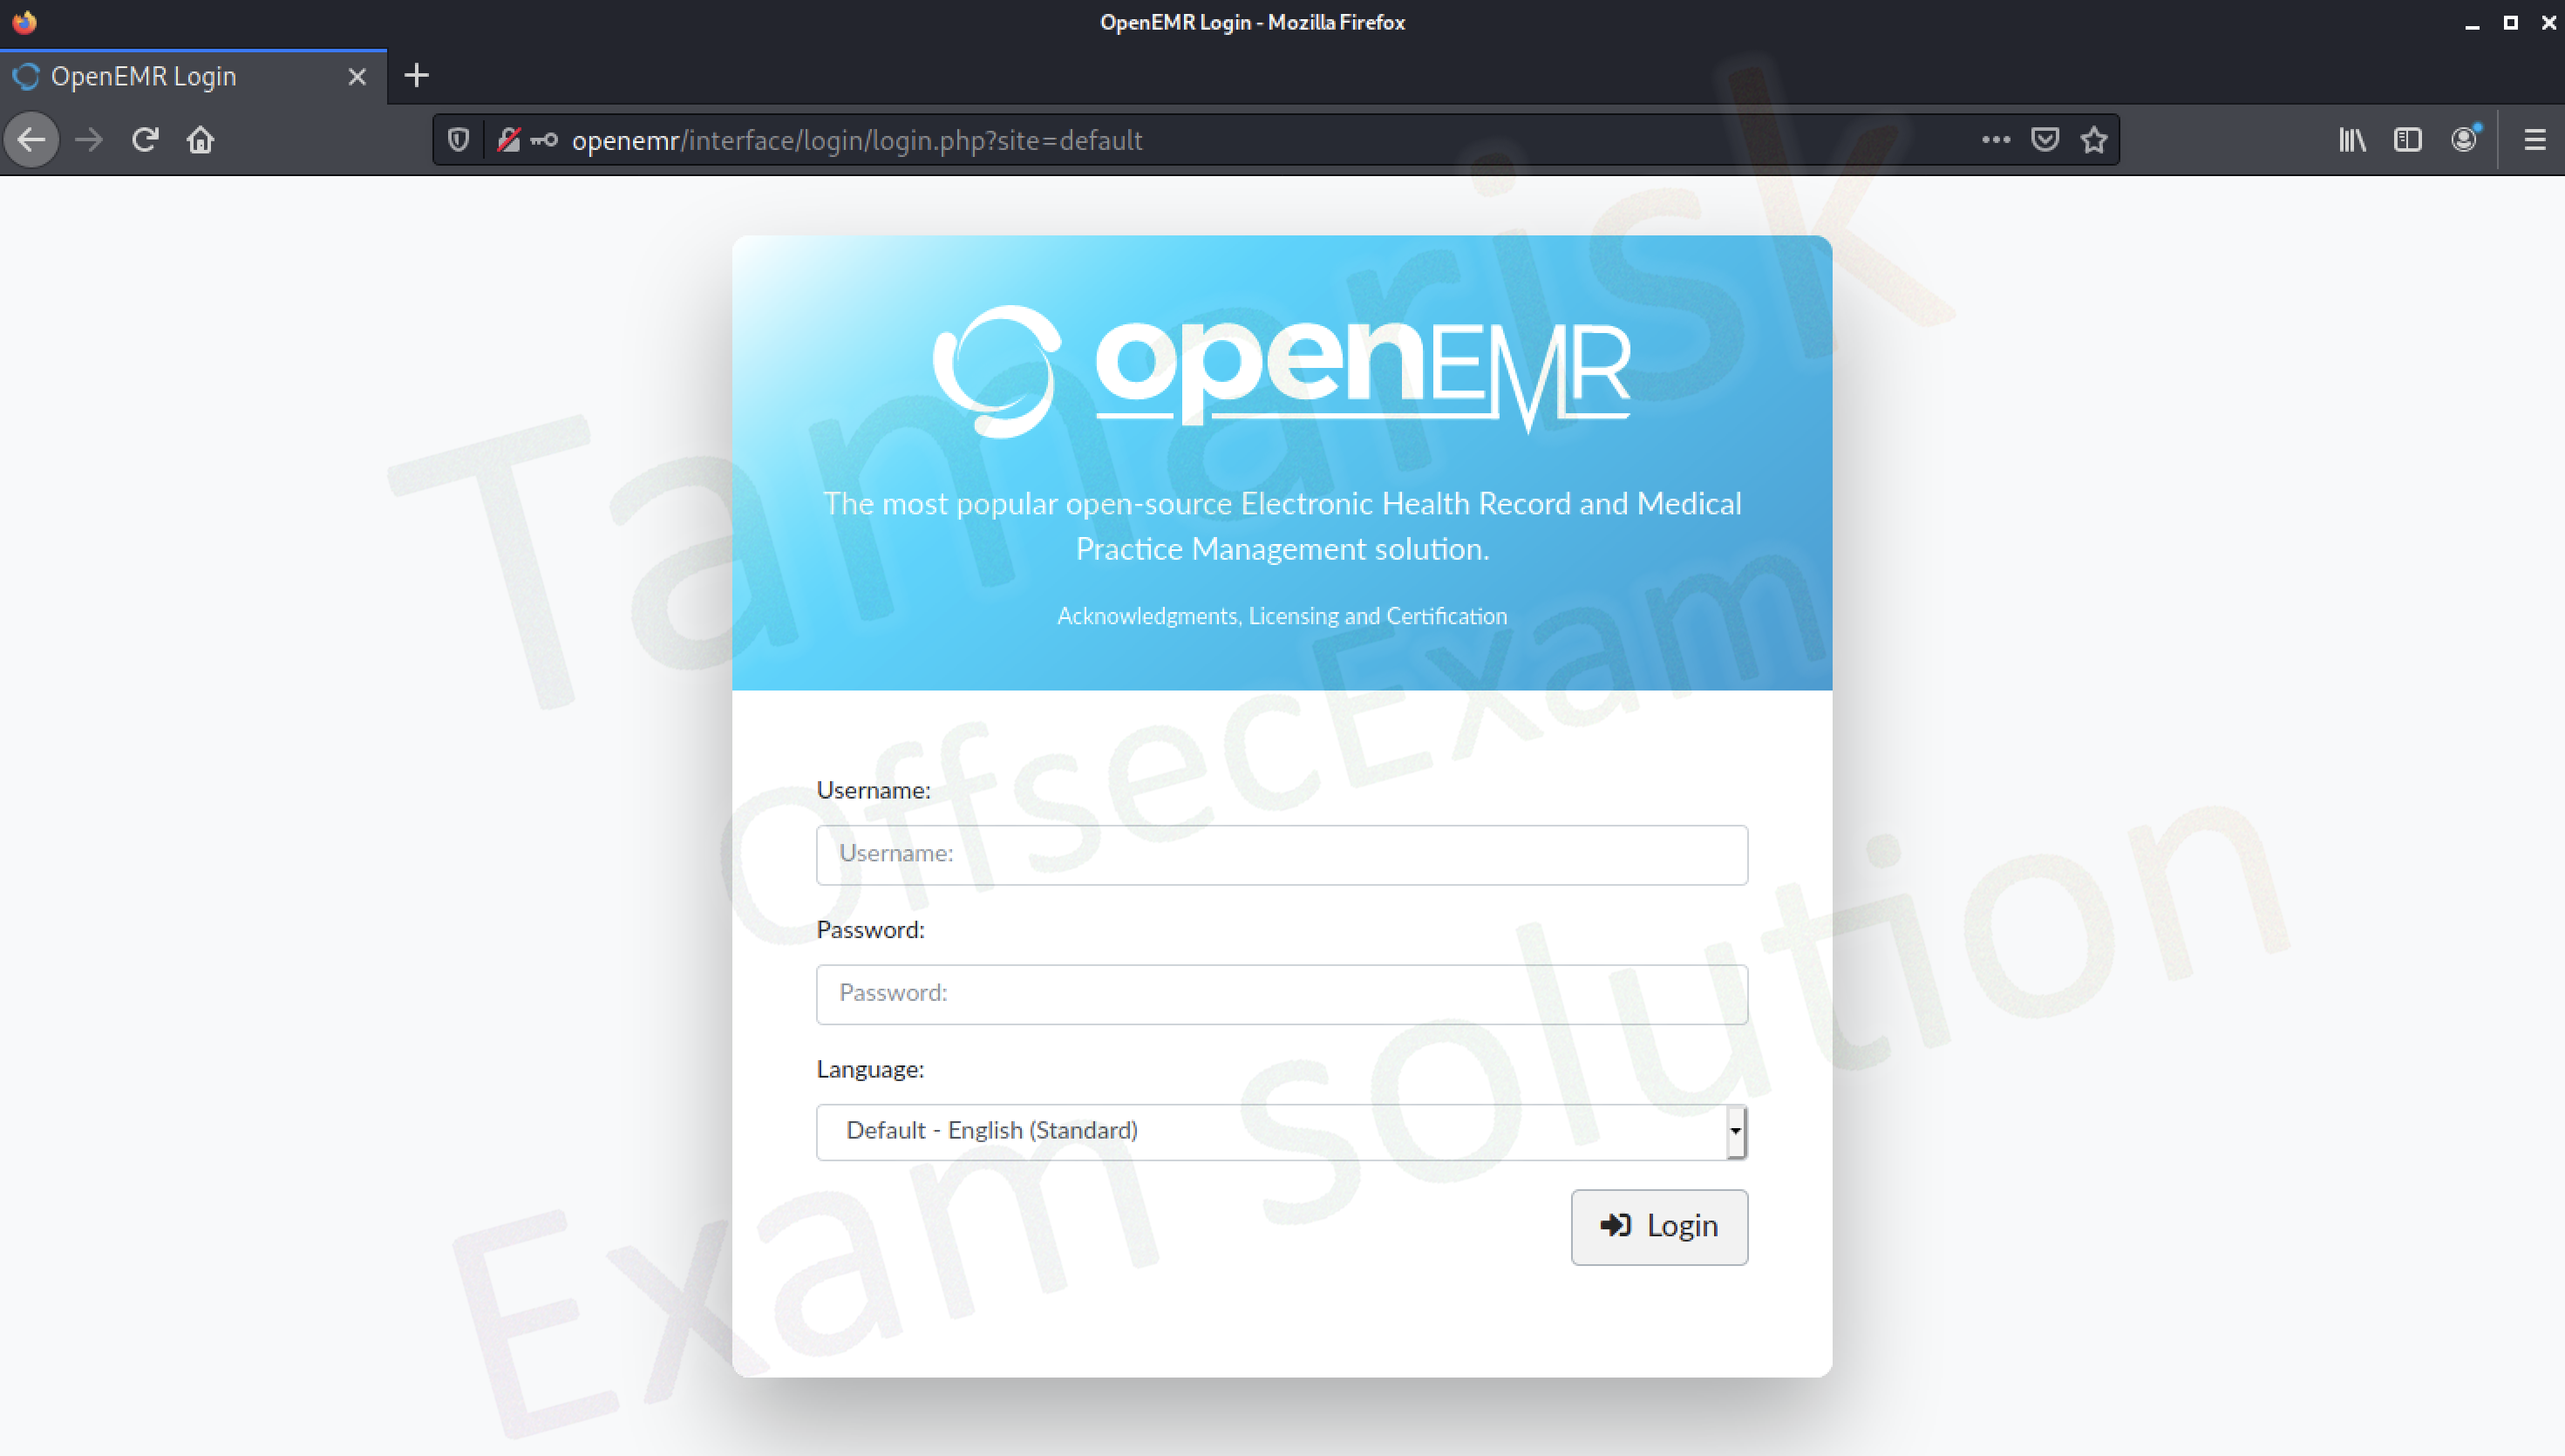 OpenEMR Login - Mozilla Firefox
OpenEMR Login
openemr/interface/login/login.php?site=default
openEMR
The most popular open-source Electronic Health Record and Medical
Practice Management solution.
Acknowledgments, Licensing and Certification
Username:
Username:
Password:
Password:
Language:
Default - English (Standard)
Login
Tamarisk
OffsecExam
Exam solution